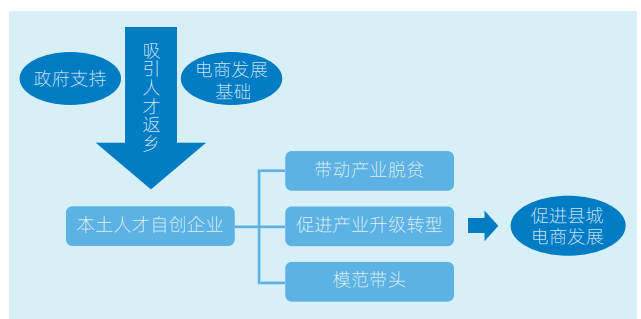 政府支持
吸引人才返乡
电商发展
基础
本土人才自创企业
带动产业脱贫
促进产业升级转型
模范带头
促进县城
电商发展